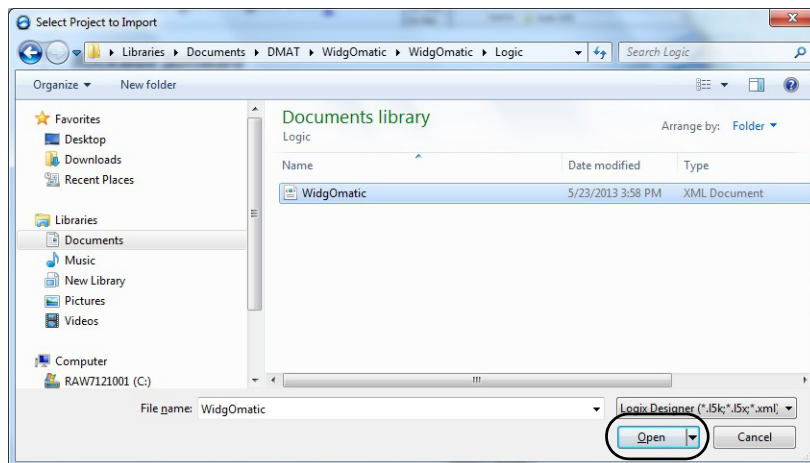 Select Project to Import
Libraries Documents DMAT WidgOmatic WidgOmatic Logic
Search Logic
Organize New folder
Favorites
Desktop
Downloads
Recent Places
Libraries
Documents
Music
New Library
Pictures
Videos
Computer
RAW7121001 (C:)
Documents library
Logic
Arrange by: Folder
Name Date modified Type
WidgOmatic 5/23/2013 3:58 PM XML Document
File name: WidgOmatic
Logix Designer (*.l5k;*.l5x;*.xml;
Open Cancel